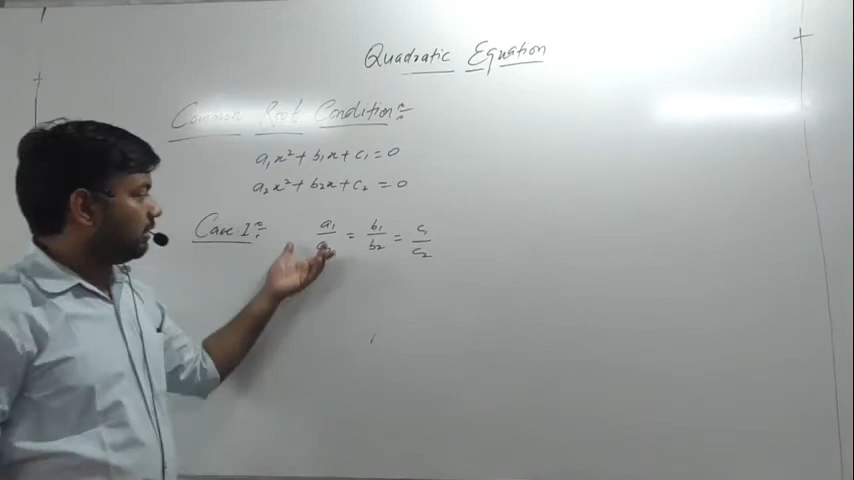 Quadratic Equation
Common Root Condition :-
a₁x² + b₁x + c₁ = 0
a₂x² + b₂x + c₂ = 0
Case I :- a₁/a₂ = b₁/b₂ = c₁/c₂